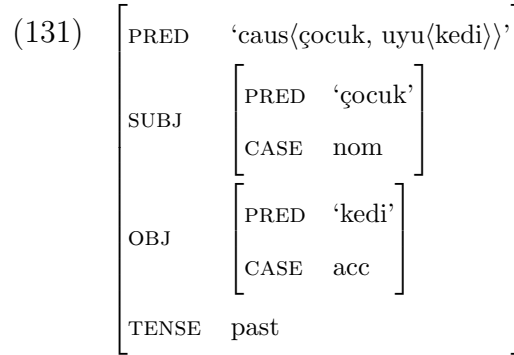 (131)
PRED ‘caus⟨çocuk, uyu⟨kedi⟩⟩’
PRED ‘çocuk’
SUBJ
CASE nom
PRED ‘kedi’
OBJ
CASE acc
TENSE past